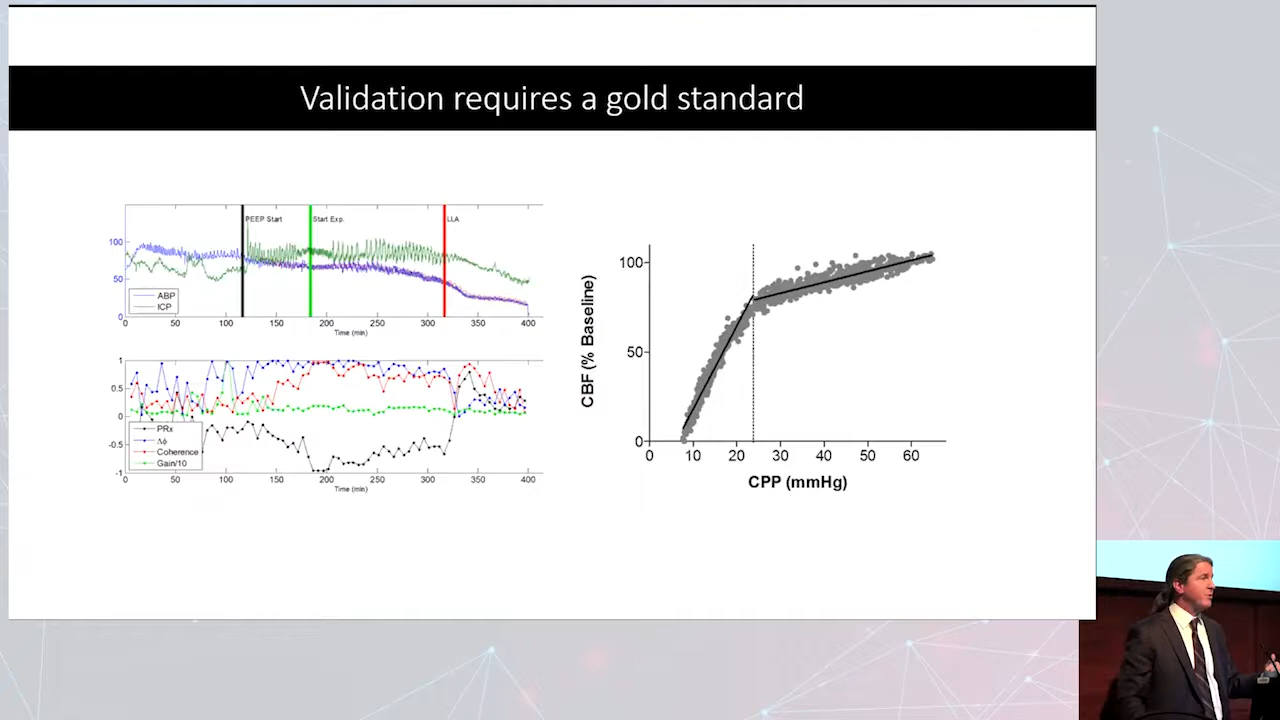 Validation requires a gold standard
PEEP Start
Start Exp.
LLA
100
50
0
ABP
ICP
0 50 100 150 200 250 300 350 400
Time (min)
1
0.5
0
-0.5
-1
PRx
Δϕ
Coherence
Gain/10
0 50 100 150 200 250 300 350 400
Time (min)
CBF (% Baseline)
100
50
0
0 10 20 30 40 50 60
CPP (mmHg)